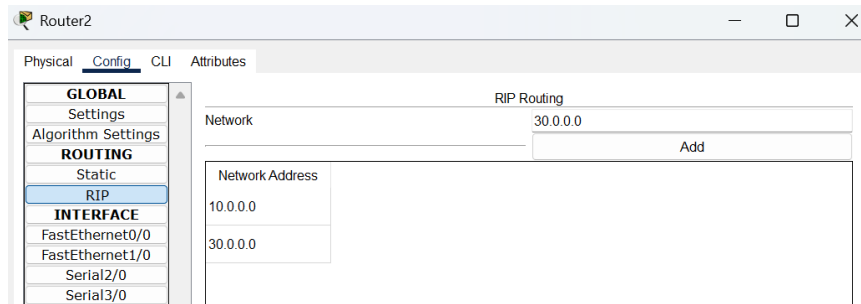 Router2
Physical Config CLI Attributes
GLOBAL
Settings
Algorithm Settings
ROUTING
Static
RIP
INTERFACE
FastEthernet0/0
FastEthernet1/0
Serial2/0
Serial3/0
RIP Routing
Network 30.0.0.0
Add
Network Address
10.0.0.0
30.0.0.0